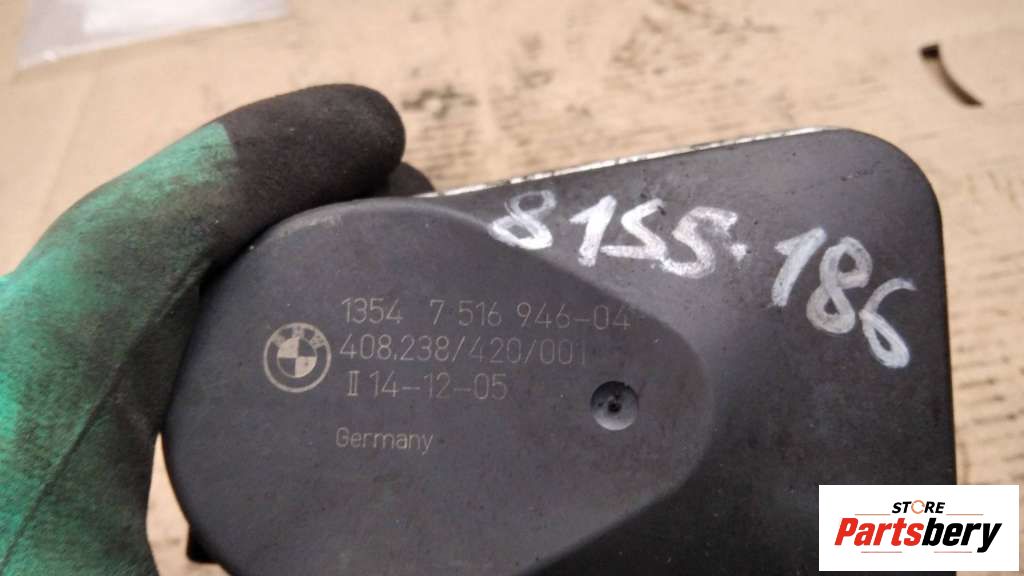 8155-186
1354 7 516 946-04
408.238/420/001
II 14-12-05
Germany
STORE
Partsbery